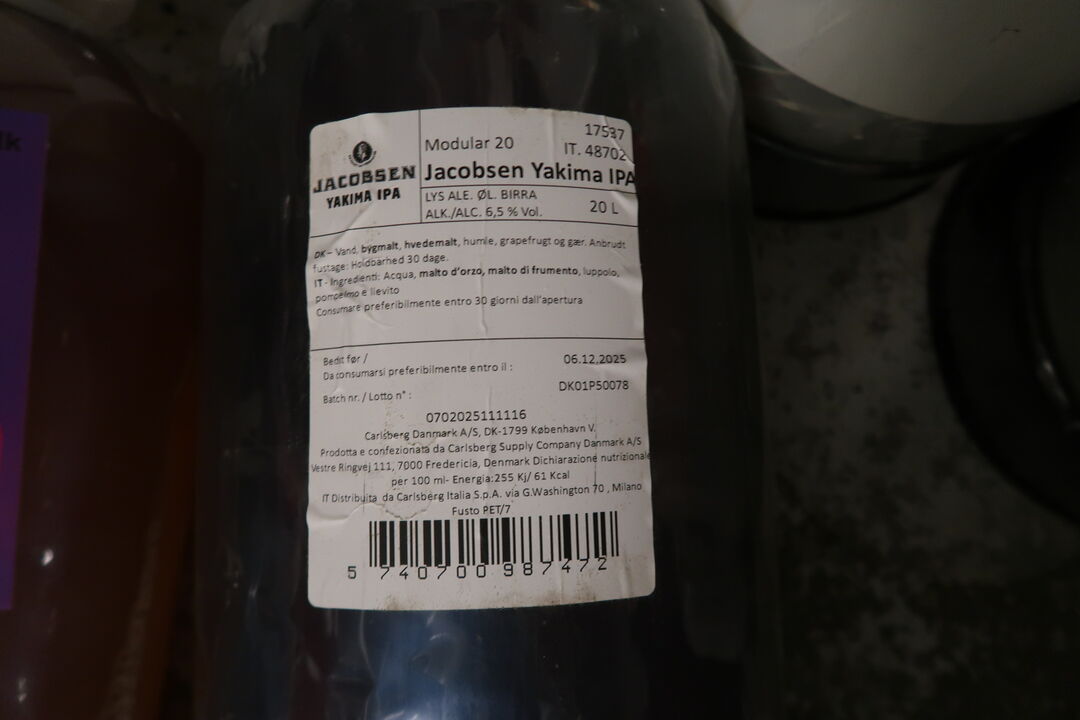 lk
JACOBSEN
YAKIMA IPA
Modular 20
17537
IT. 48702
Jacobsen Yakima IPA
LYS ALE. ØL. BIRRA
ALK./ALC. 6,5 % Vol.
20 L
DK – Vand, bygmalt, hvedemalt, humle, grapefrugt og gær. Anbrudt
fustage: Holdbarhed 30 dage.
IT - Ingredienti: Acqua, malto d'orzo, malto di frumento, luppolo,
pompelmo e lievito
Consumare preferibilmente entro 30 giorni dall'apertura
Bedst før /
Da consumarsi preferibilmente entro il :
06.12.2025
Batch nr. / Lotto n° :
DK01P50078
0702025111116
Carlsberg Danmark A/S, DK-1799 København V.
Prodotta e confezionata da Carlsberg Supply Company Danmark A/S
Vestre Ringvej 111, 7000 Fredericia, Denmark Dichiarazione nutrizionale
per 100 ml- Energia:255 Kj/ 61 Kcal
IT Distribuita da Carlsberg Italia S.p.A. via G.Washington 70 , Milano
Fusto PET/7
5 740700 987472